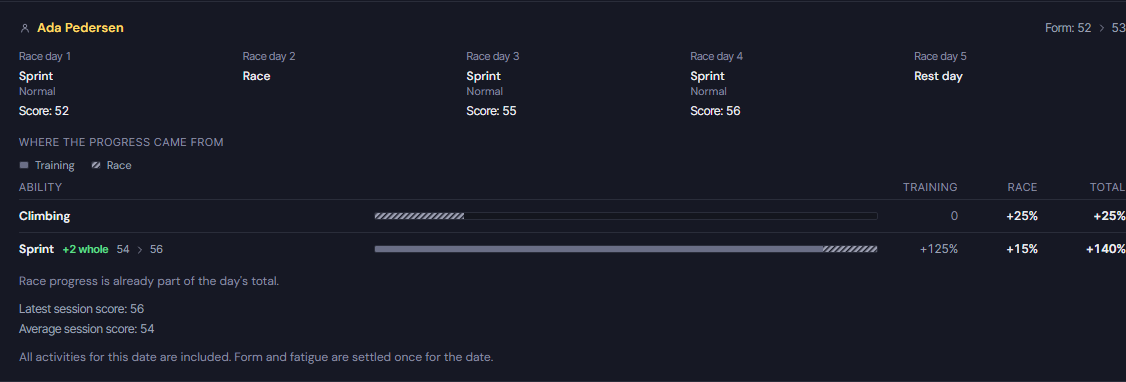 Ada Pedersen
Form: 52 > 53
Race day 1
Race day 2
Race day 3
Race day 4
Race day 5
Sprint
Race
Sprint
Sprint
Rest day
Normal
Normal
Normal
Score: 52
Score: 55
Score: 56
WHERE THE PROGRESS CAME FROM
Training
Race
ABILITY
TRAINING
RACE
TOTAL
Climbing
0
+25%
+25%
Sprint +2 whole 54 > 56
+125%
+15%
+140%
Race progress is already part of the day's total.
Latest session score: 56
Average session score: 54
All activities for this date are included. Form and fatigue are settled once for the date.